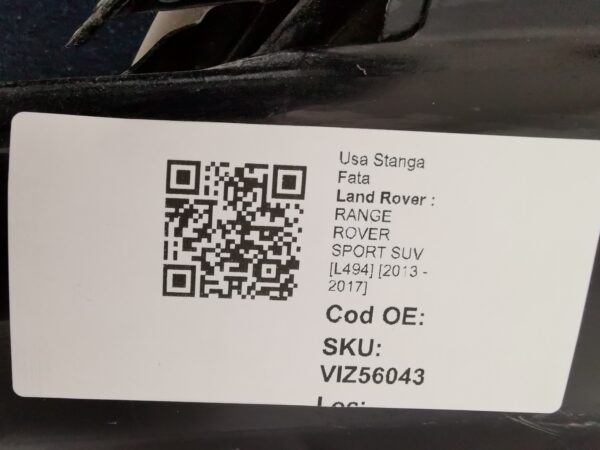 Usa Stanga
Fata
Land Rover :
RANGE
ROVER
SPORT SUV
[L494] [2013 -
2017]
Cod OE:
SKU:
VIZ56043